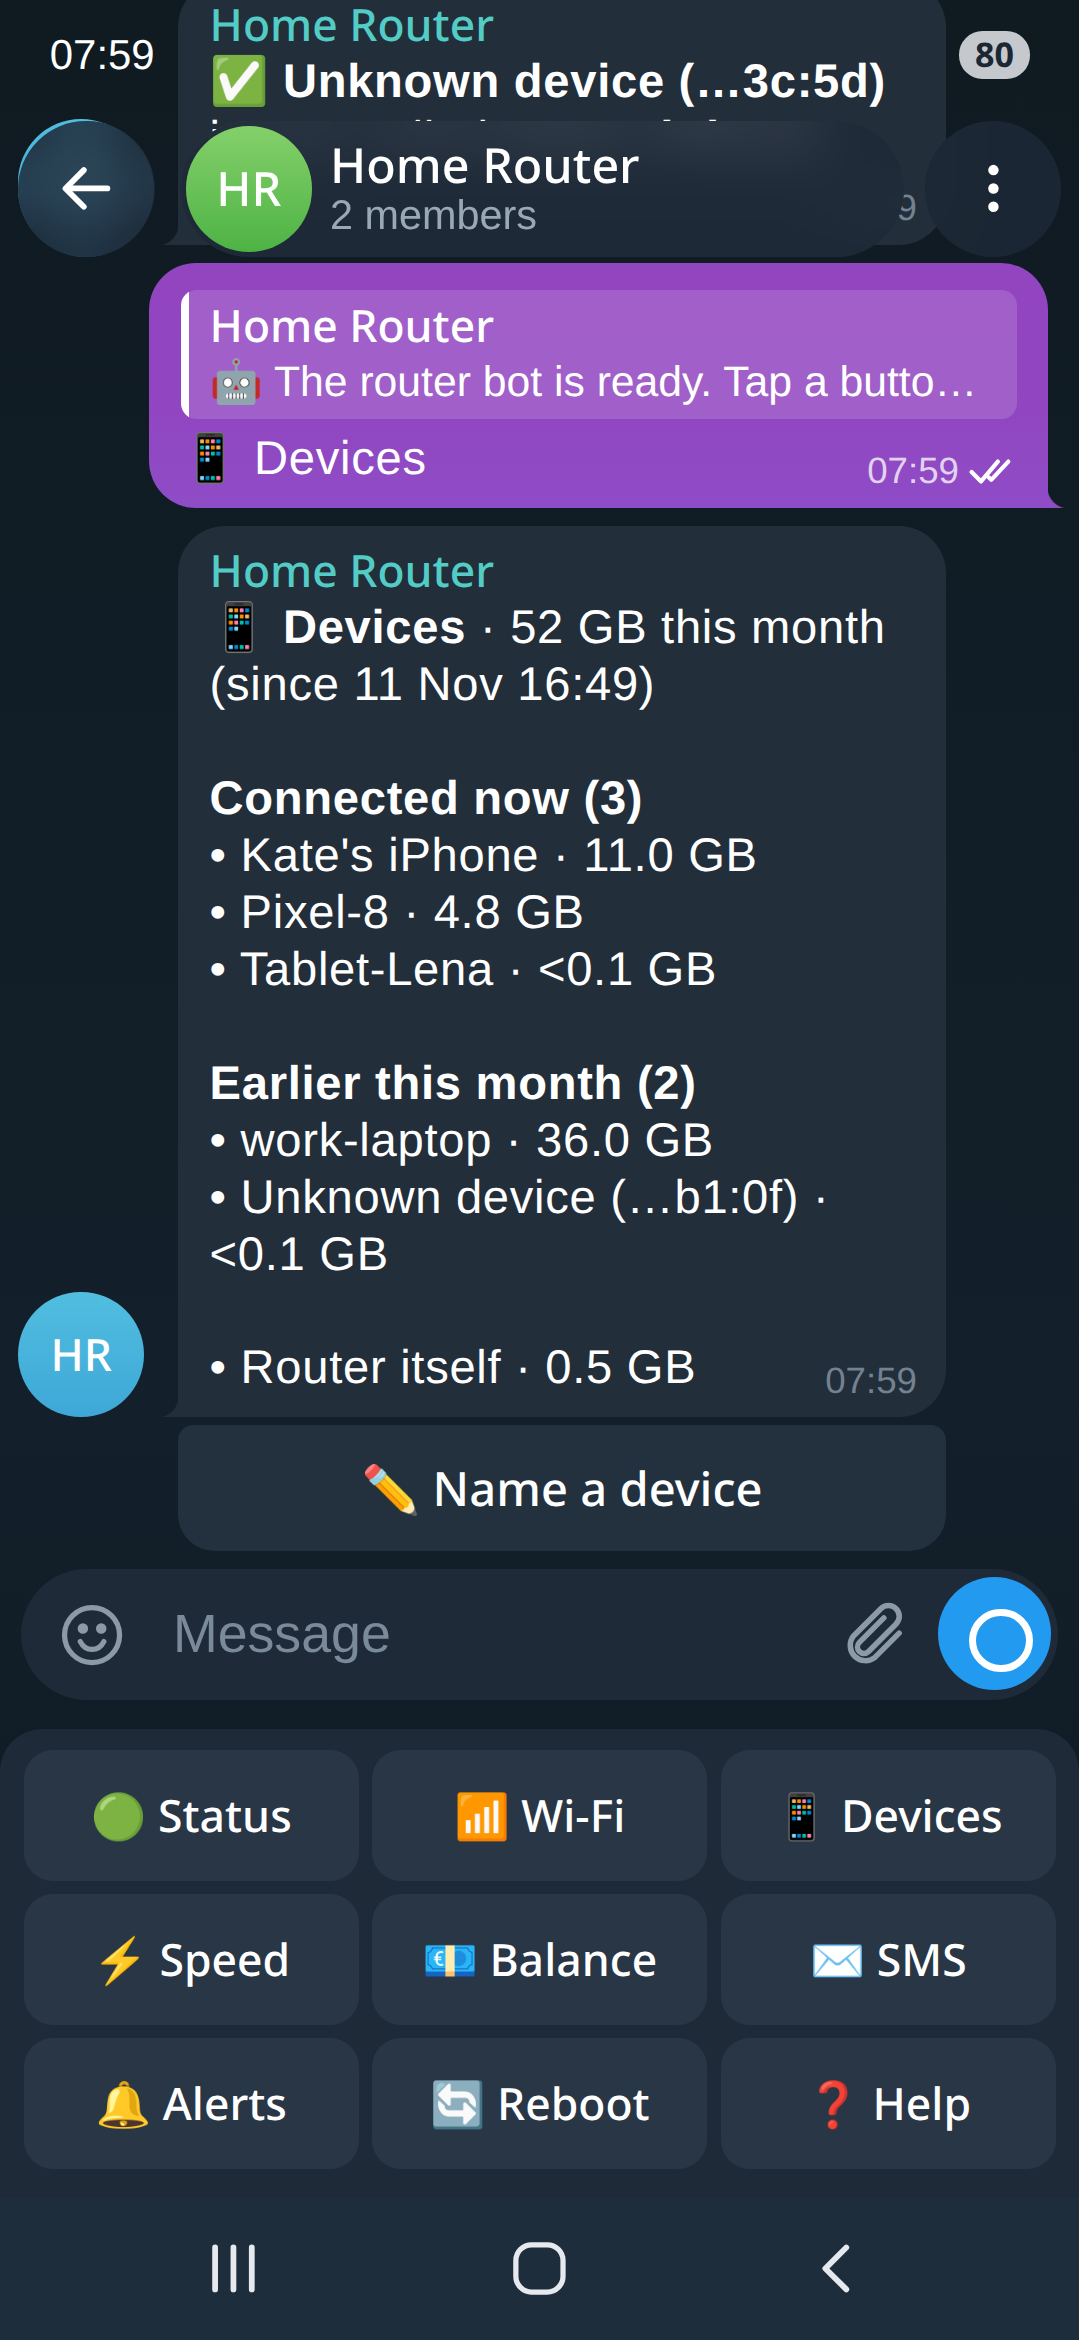 Home Router
07:59
80
✅ Unknown device (…3c:5d)
HR
Home Router
2 members
9
Home Router
🤖 The router bot is ready. Tap a butto…
📱 Devices
07:59
Home Router
📱 Devices · 52 GB this month
(since 11 Nov 16:49)
Connected now (3)
• Kate's iPhone · 11.0 GB
• Pixel-8 · 4.8 GB
• Tablet-Lena · <0.1 GB
Earlier this month (2)
• work-laptop · 36.0 GB
• Unknown device (…b1:0f) ·
<0.1 GB
HR
• Router itself · 0.5 GB
07:59
✏️ Name a device
Message
🟢 Status
📶 Wi-Fi
📱 Devices
⚡ Speed
💶 Balance
✉️ SMS
🔔 Alerts
🔄 Reboot
❓ Help